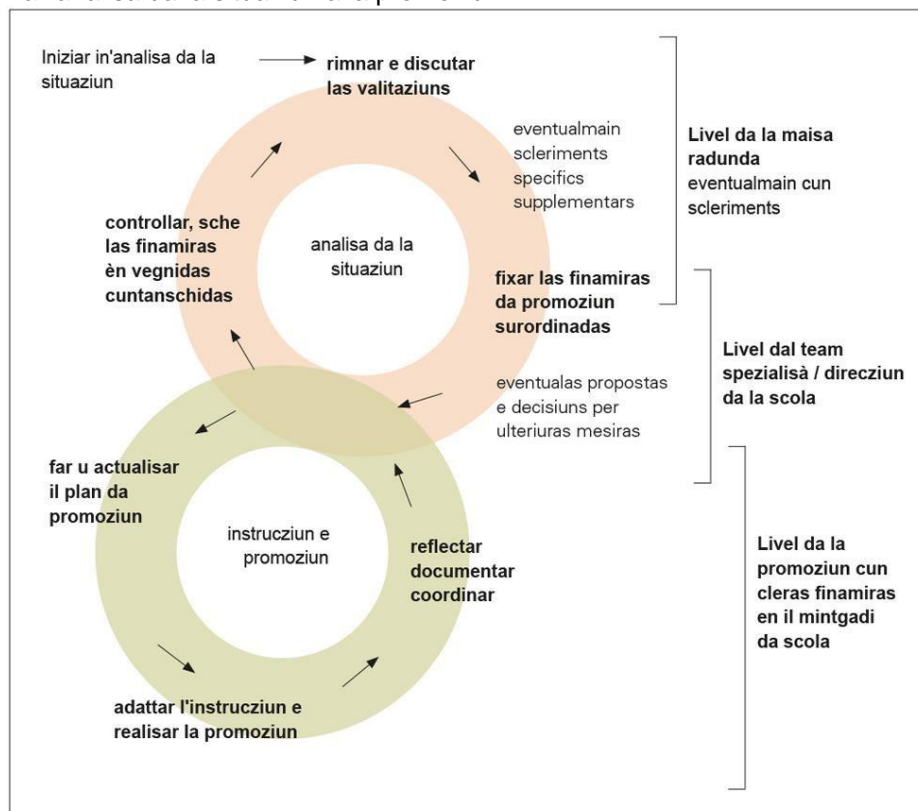 Iniziar in'analisa da la
situaziun
rimnar e discutar
las valitaziuns
eventualmain
scleriments
specifics
supplementars
Livel da la maisa
radunda
eventualmain cun
scleriments
controllar, sche
las finamiras
èn vegnidas
cuntanschidas
analisa da la
situaziun
fixar las finamiras
da promoziun
surordinadas
Livel dal team
spezialisà / direcziun
da la scola
eventualas propostas
e decisiuns per
ulteriuras mesiras
far u actualisar
il plan da
promoziun
instrucziun e
promoziun
reflectar
documentar
coordinar
Livel da la
promoziun cun
cleras finamiras
en il mintgadi
da scola
adattar l'instrucziun e
realisar la promoziun